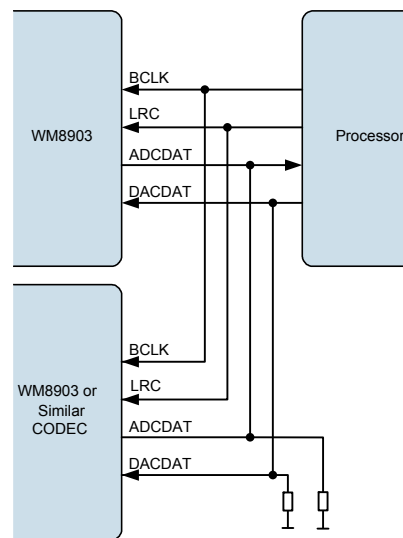 WM8903
BCLK
LRC
ADCDAT
DACDAT
Processor
WM8903 or
Similar
CODEC
BCLK
LRC
ADCDAT
DACDAT